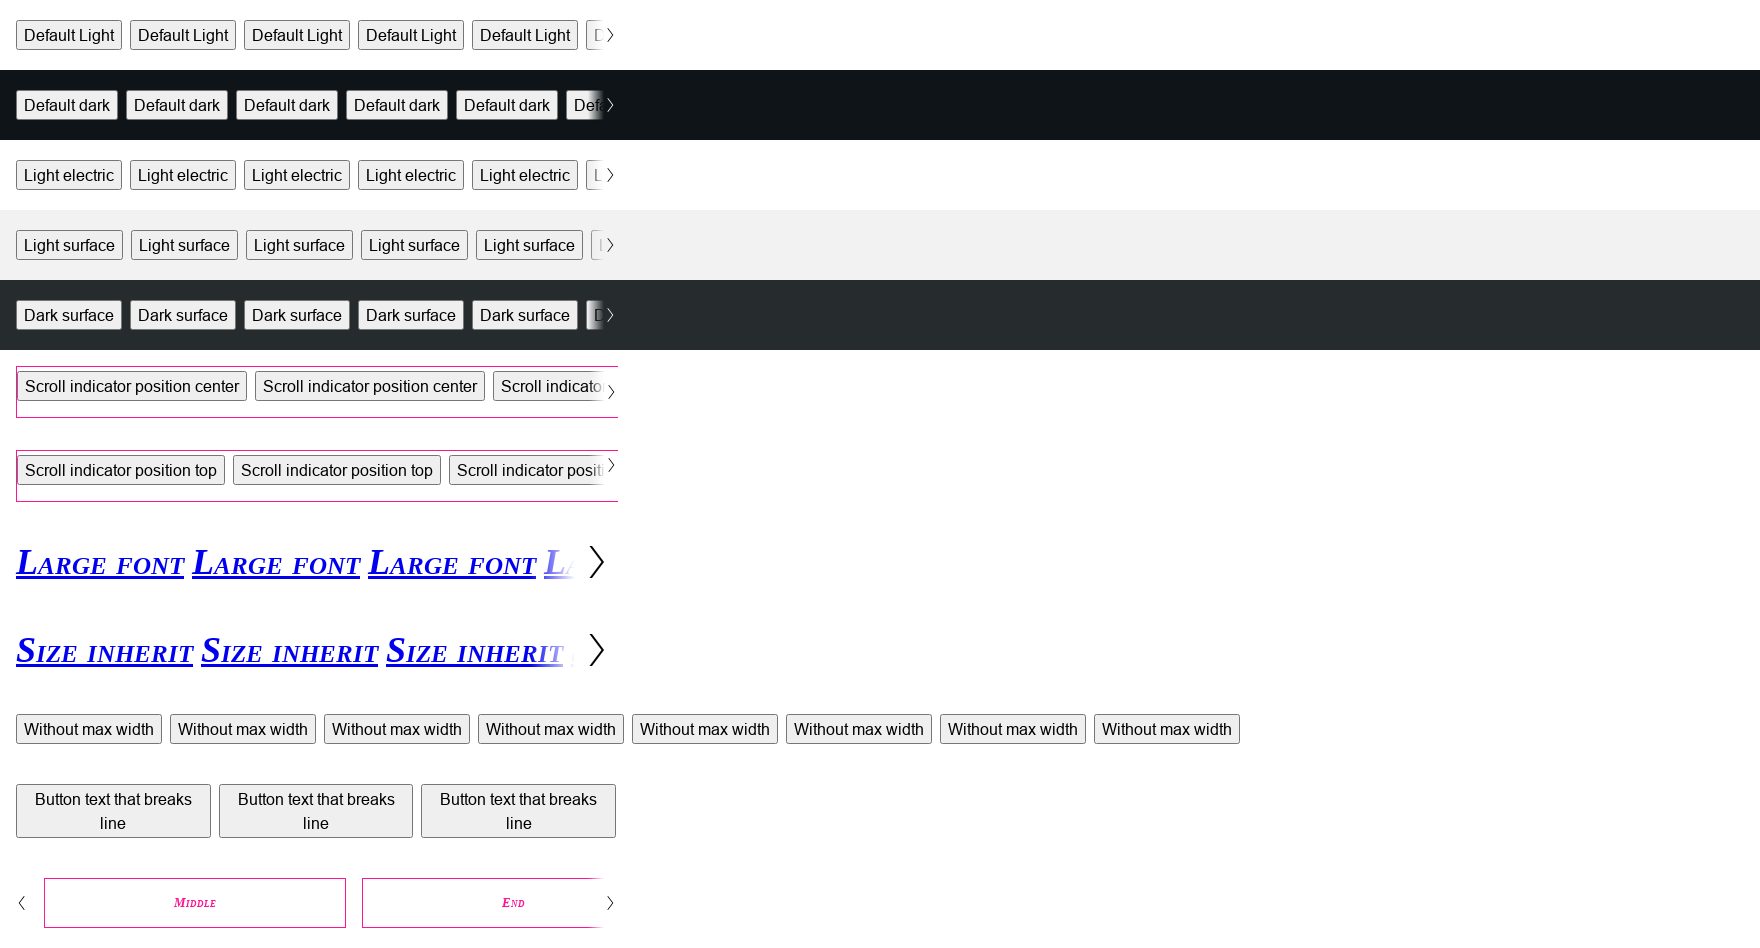 Default Light Default Light Default Light Default Light Default Light
Default dark Default dark Default dark Default dark Default dark
Light electric Light electric Light electric Light electric Light electric
Light surface Light surface Light surface Light surface Light surface
Dark surface Dark surface Dark surface Dark surface Dark surface
Scroll indicator position center Scroll indicator position center Scroll indicator
Scroll indicator position top Scroll indicator position top Scroll indicator positi
Large font Large font Large font La
Size inherit Size inherit Size inherit
Without max width Without max width Without max width Without max width Without max width Without max width Without max width Without max width
Button text that breaks line Button text that breaks line Button text that breaks line
Middle End